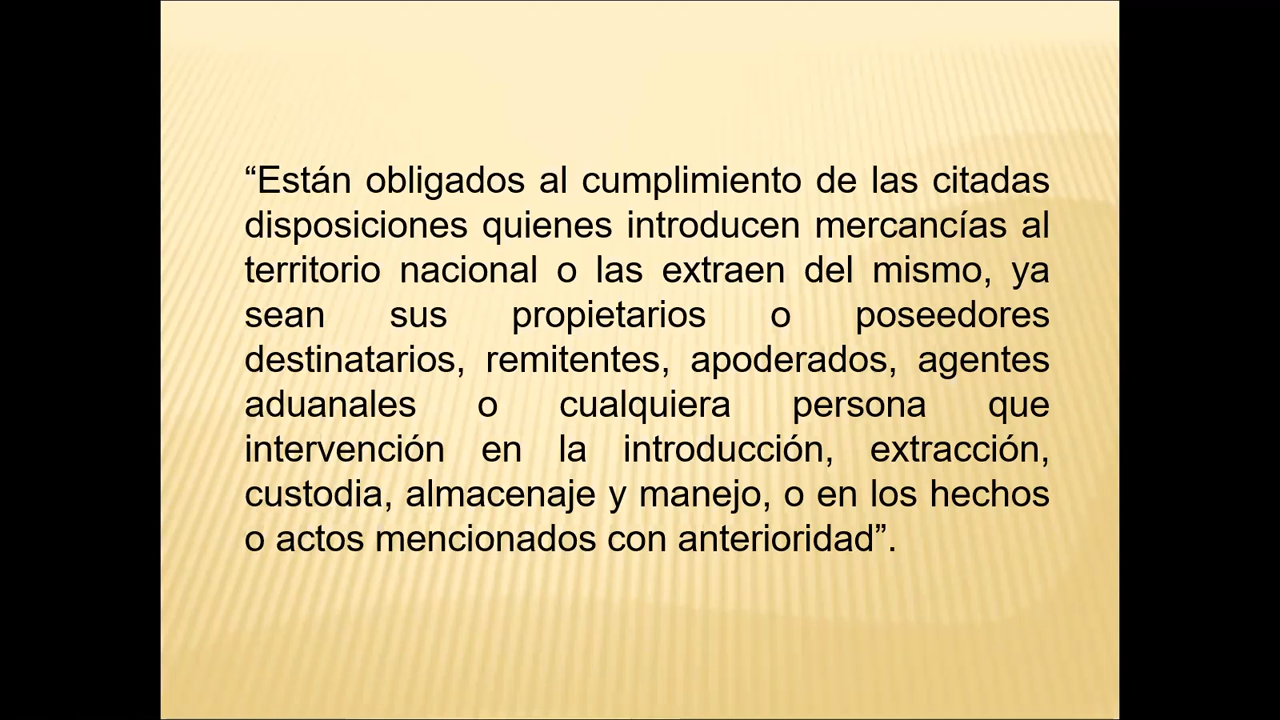 “Están obligados al cumplimiento de las citadas
disposiciones quienes introducen mercancías al
territorio nacional o las extraen del mismo, ya
sean sus propietarios o poseedores
destinatarios, remitentes, apoderados, agentes
aduanales o cualquiera persona que
intervención en la introducción, extracción,
custodia, almacenaje y manejo, o en los hechos
o actos mencionados con anterioridad”.